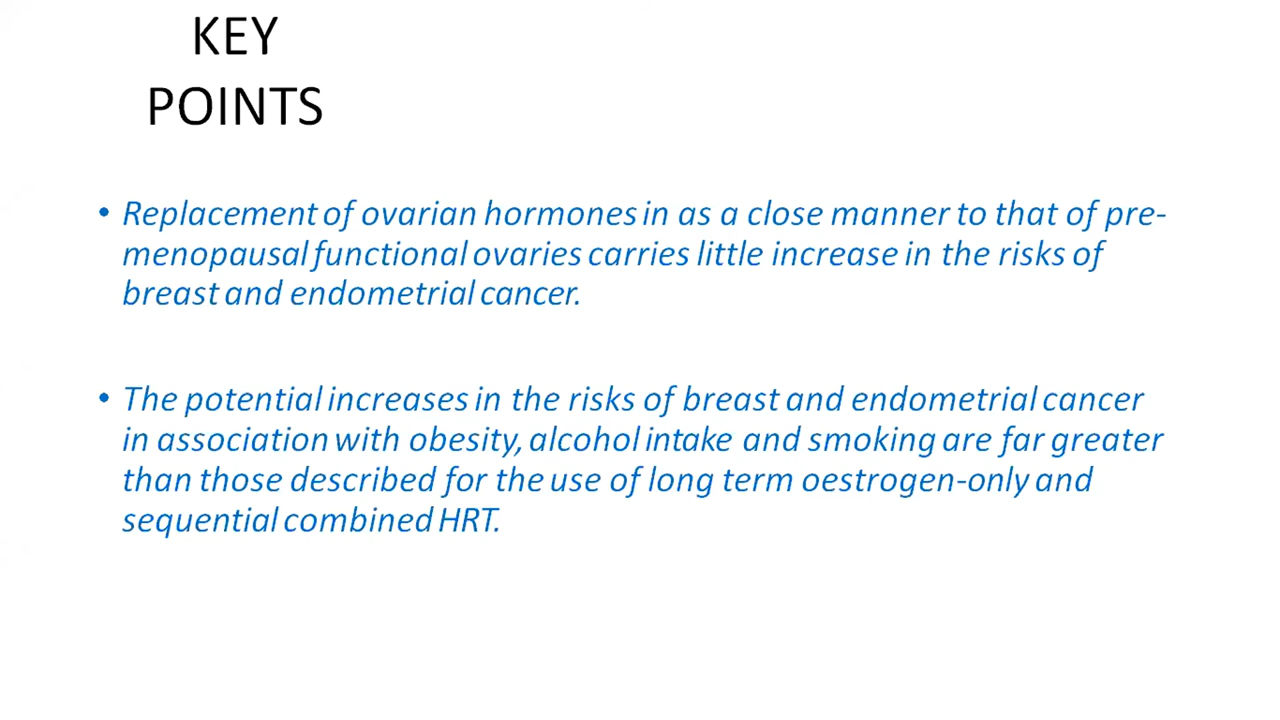 KEY
POINTS
• Replacement of ovarian hormones in as a close manner to that of pre-
menopausal functional ovaries carries little increase in the risks of
breast and endometrial cancer.
• The potential increases in the risks of breast and endometrial cancer
in association with obesity, alcohol intake and smoking are far greater
than those described for the use of long term oestrogen-only and
sequential combined HRT.